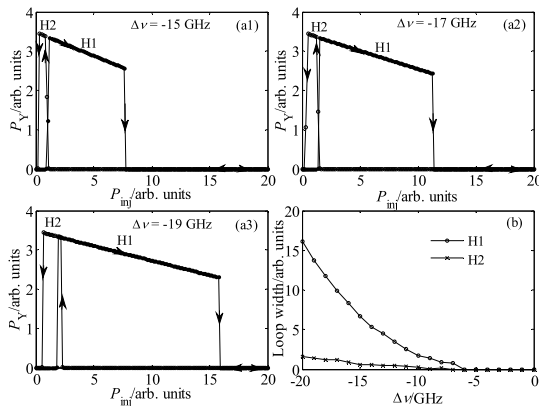 H2
Δν = -15 GHz
(a1)
H1
P_Y/arb. units
4
3
2
1
0
0
5
10
15
20
P_inj/arb. units
H2
Δν = -17 GHz
(a2)
H1
P_Y/arb. units
4
3
2
1
0
0
5
10
15
20
P_inj/arb. units
H2
Δν = -19 GHz
(a3)
H1
P_Y/arb. units
4
2
0
0
5
10
15
20
P_inj/arb. units
(b)
H1
H2
Loop width/arb. units
20
15
10
5
0
-20
-10
0
Δν/GHz